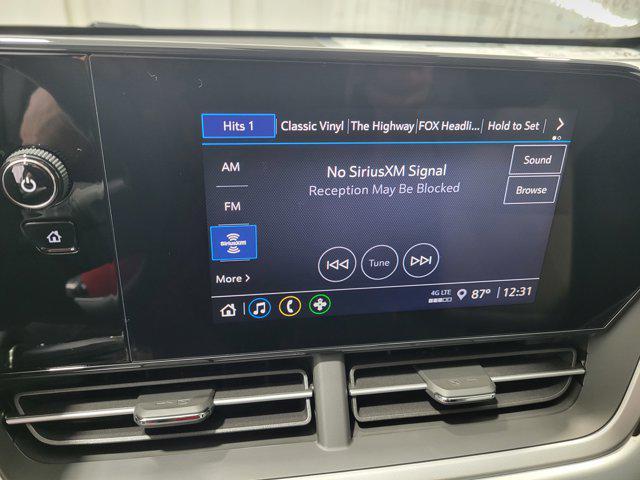 Hits 1 Classic Vinyl The Highway FOX Headli... Hold to Set >
AM
No SiriusXM Signal
Sound
Reception May Be Blocked
Browse
FM
SiriusXM
Tune
More >
4G LTE
87° 12:31